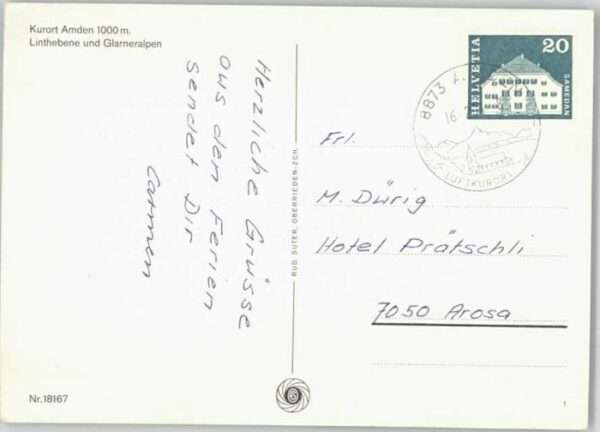 Kurort Amden 1000 m.
Linthebene und Glarneralpen
Herzliche Grüsse
aus den Ferien
sendet Dir
Carmen
RUD. SUTER, OBERRIEDEN-ZCH.
HELVETIA
20
SAMEDAN
8873
16.
LUFTKURORT
Frl.
M. Dürig
Hotel Prätschli
7050 Arosa
Nr. 18167
1